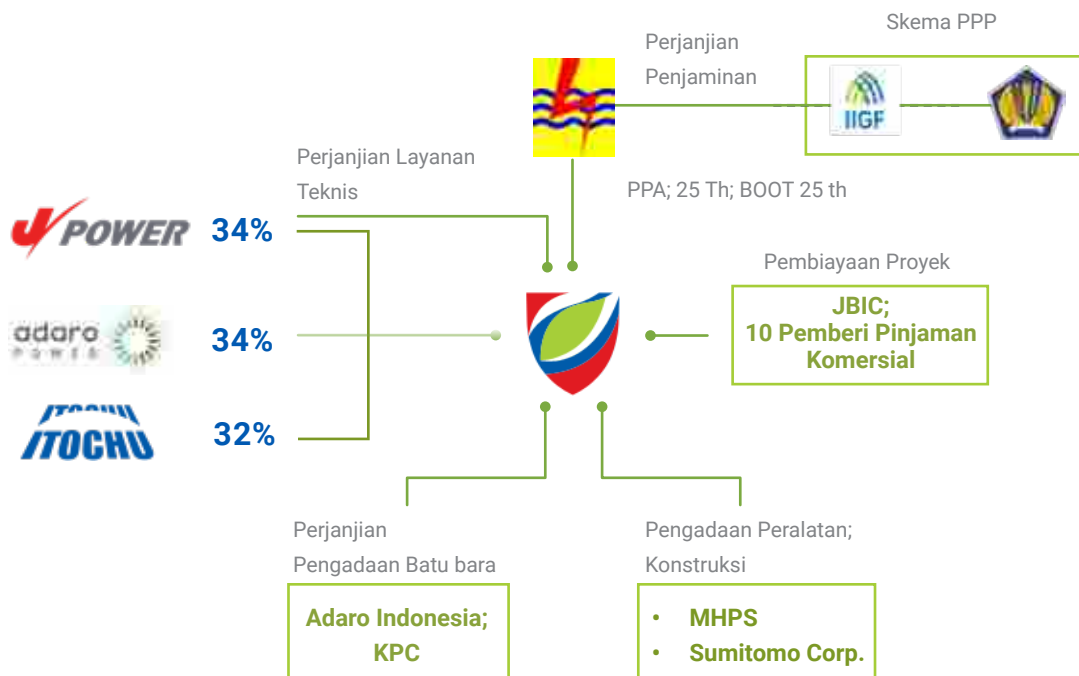 Skema PPP
Perjanjian
Penjaminan
IIGF
Perjanjian Layanan
Teknis
PPA; 25 Th; BOOT 25 th
POWER 34%
Pembiayaan Proyek
JBIC;
10 Pemberi Pinjaman
Komersial
adaro
POWER
34%
ITOCHU
ITOCHU
32%
Perjanjian
Pengadaan Batu bara
Adaro Indonesia;
KPC
Pengadaan Peralatan;
Konstruksi
• MHPS
• Sumitomo Corp.